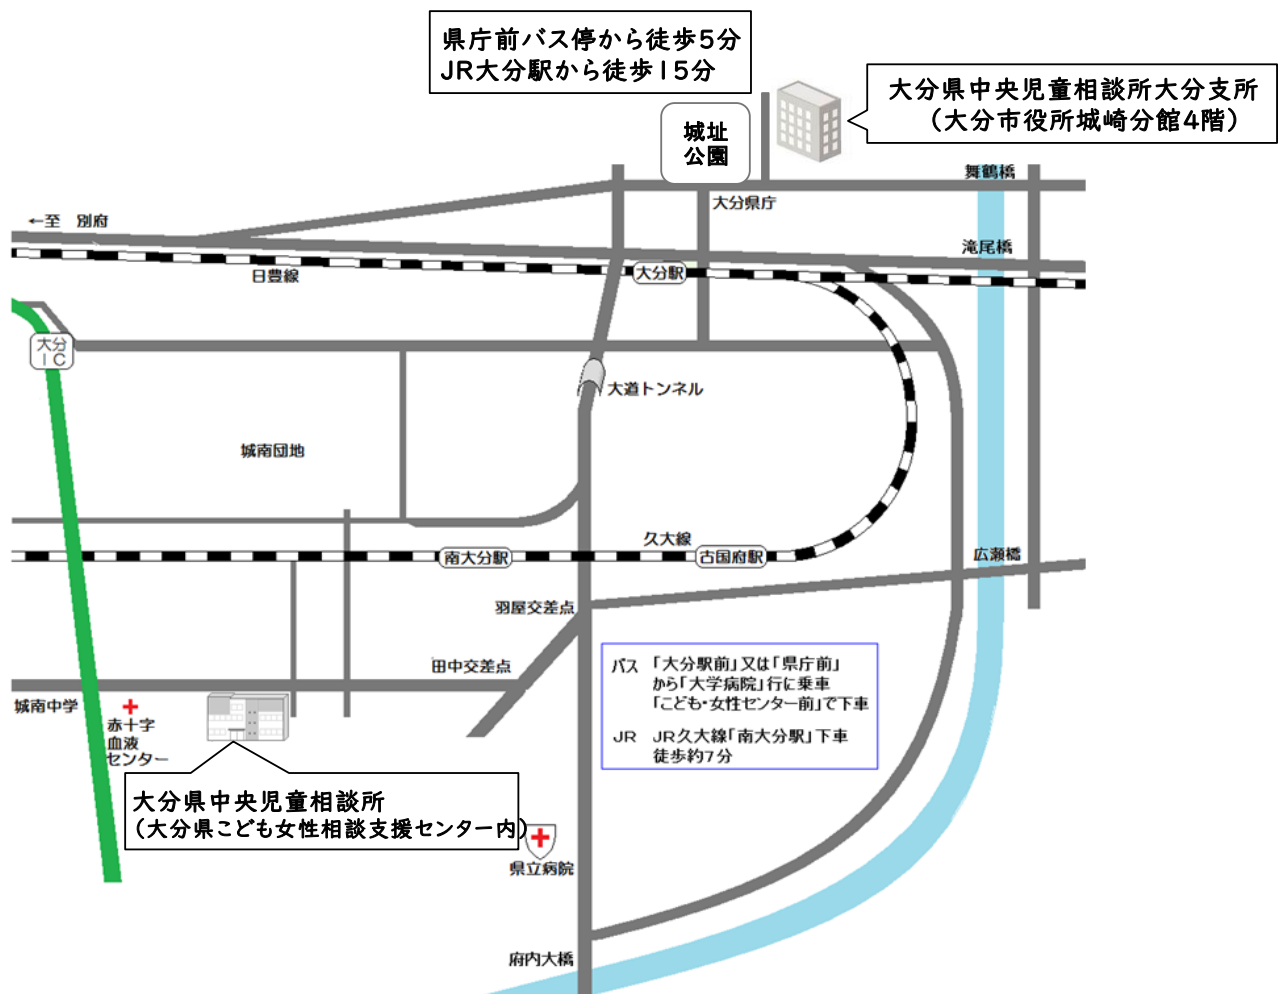 県庁前バス停から徒歩5分
JR大分駅から徒歩15分
大分県中央児童相談所大分支所
（大分市役所城崎分館4階）
城址
公園
舞鶴橋
大分県庁
←至　別府
滝尾橋
日豊線
大分駅
大分
IC
大道トンネル
城南団地
久大線
南大分駅
古国府駅
広瀬橋
羽屋交差点
田中交差点
バス　「大分駅前」又は「県庁前」
から「大学病院」行に乗車
「こども・女性センター前」で下車
JR　JR久大線「南大分駅」下車
徒歩約7分
城南中学
赤十字
血液
センター
大分県中央児童相談所
（大分県こども女性相談支援センター内）
県立病院
府内大橋